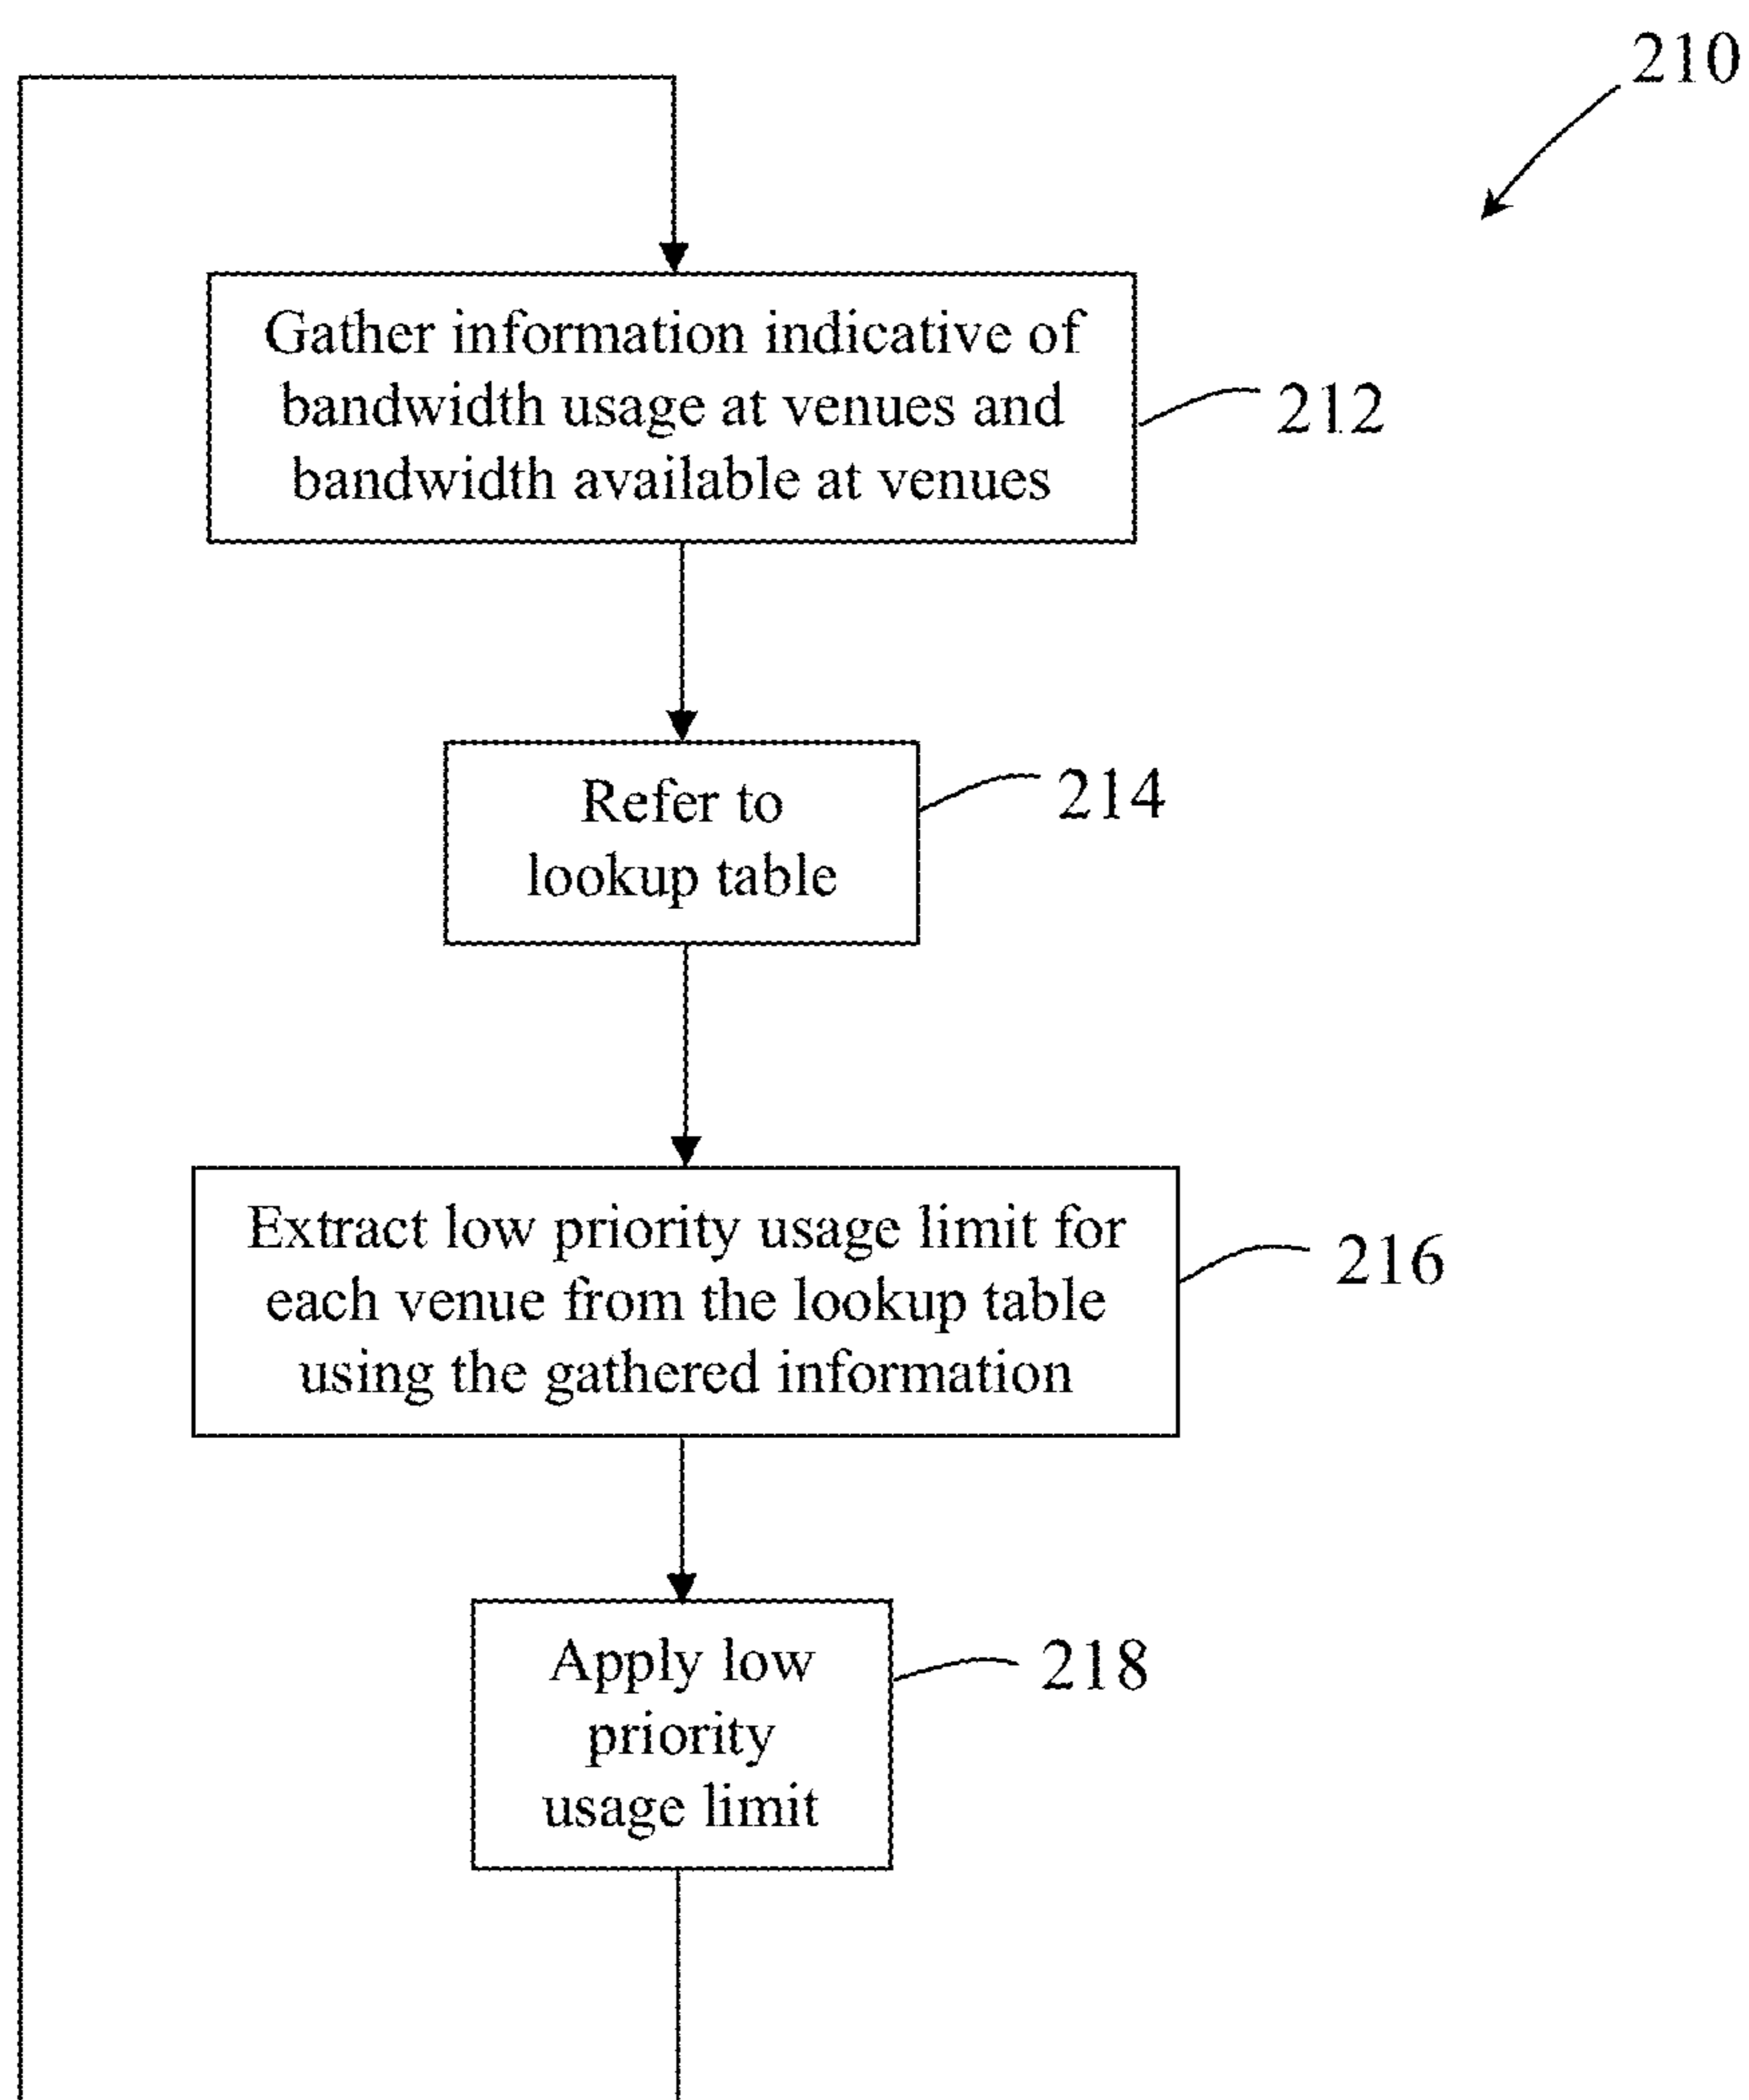 210
Gather information indicative of
bandwidth usage at venues and
bandwidth available at venues
212
Refer to
lookup table
214
Extract low priority usage limit for
each venue from the lookup table
using the gathered information
216
Apply low
priority
usage limit
218